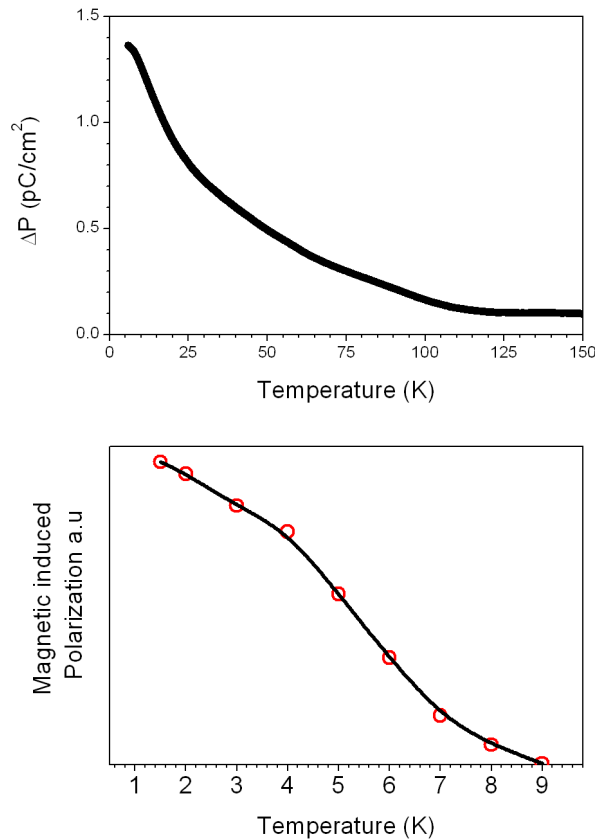 1.5
1.0
0.5
0.0
ΔP (pC/cm²)
0 25 50 75 100 125 150
Temperature (K)
Magnetic induced
Polarization a.u
1 2 3 4 5 6 7 8 9
Temperature (K)